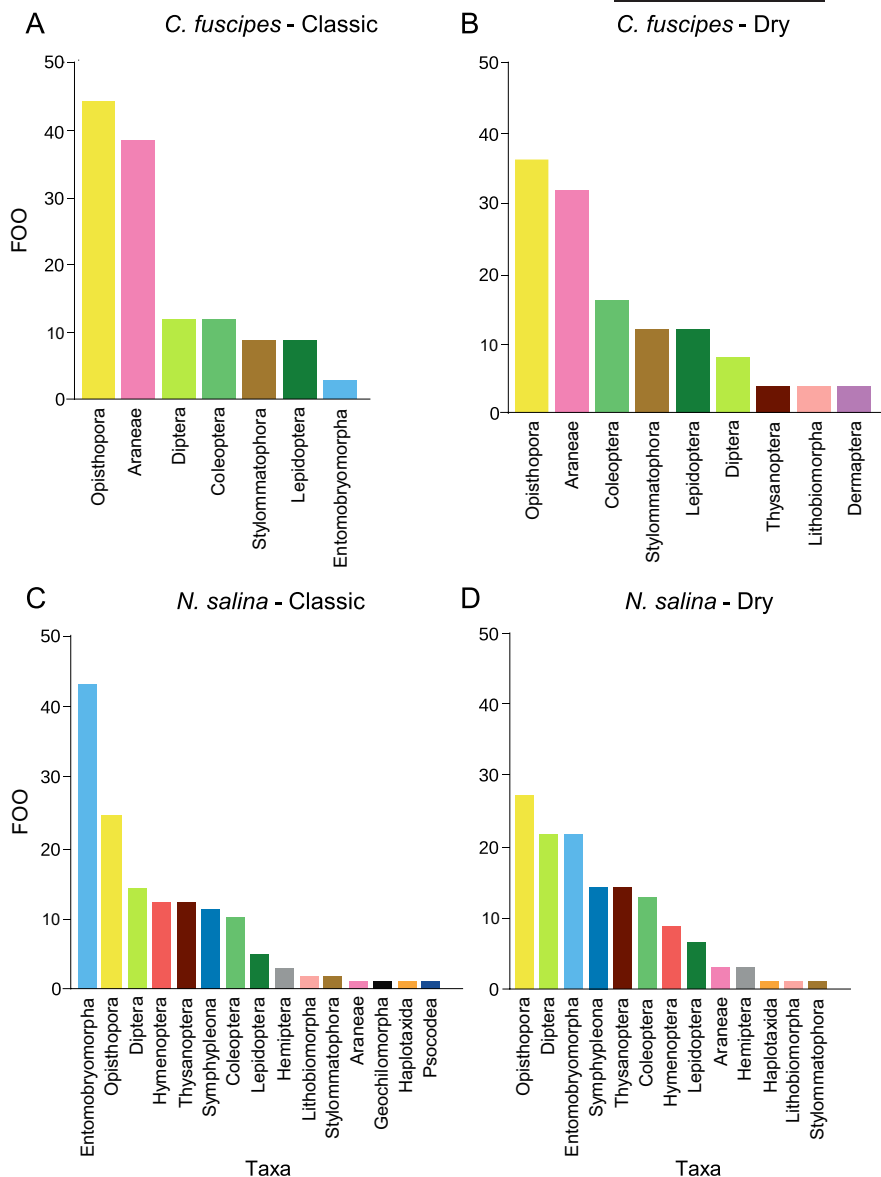 A
C. fuscipes - Classic
50
40
30
20
10
0
FOO
Opisthopora
Araneae
Diptera
Coleoptera
Stylommatophora
Lepidoptera
Entomobryomorpha
B
C. fuscipes - Dry
50
40
30
20
10
0
Opisthopora
Araneae
Coleoptera
Stylommatophora
Lepidoptera
Diptera
Thysanoptera
Lithobiomorpha
Dermaptera
C
N. salina - Classic
50
40
30
20
10
0
FOO
Entomobryomorpha
Opisthopora
Diptera
Hymenoptera
Thysanoptera
Symphypleona
Coleoptera
Lepidoptera
Hemiptera
Lithobiomorpha
Stylommatophora
Araneae
Geochilomorpha
Haplotaxida
Psocodea
Taxa
D
N. salina - Dry
50
40
30
20
10
0
Opisthopora
Diptera
Entomobryomorpha
Symphypleona
Thysanoptera
Coleoptera
Hymenoptera
Lepidoptera
Araneae
Hemiptera
Haplotaxida
Lithobiomorpha
Stylommatophora
Taxa